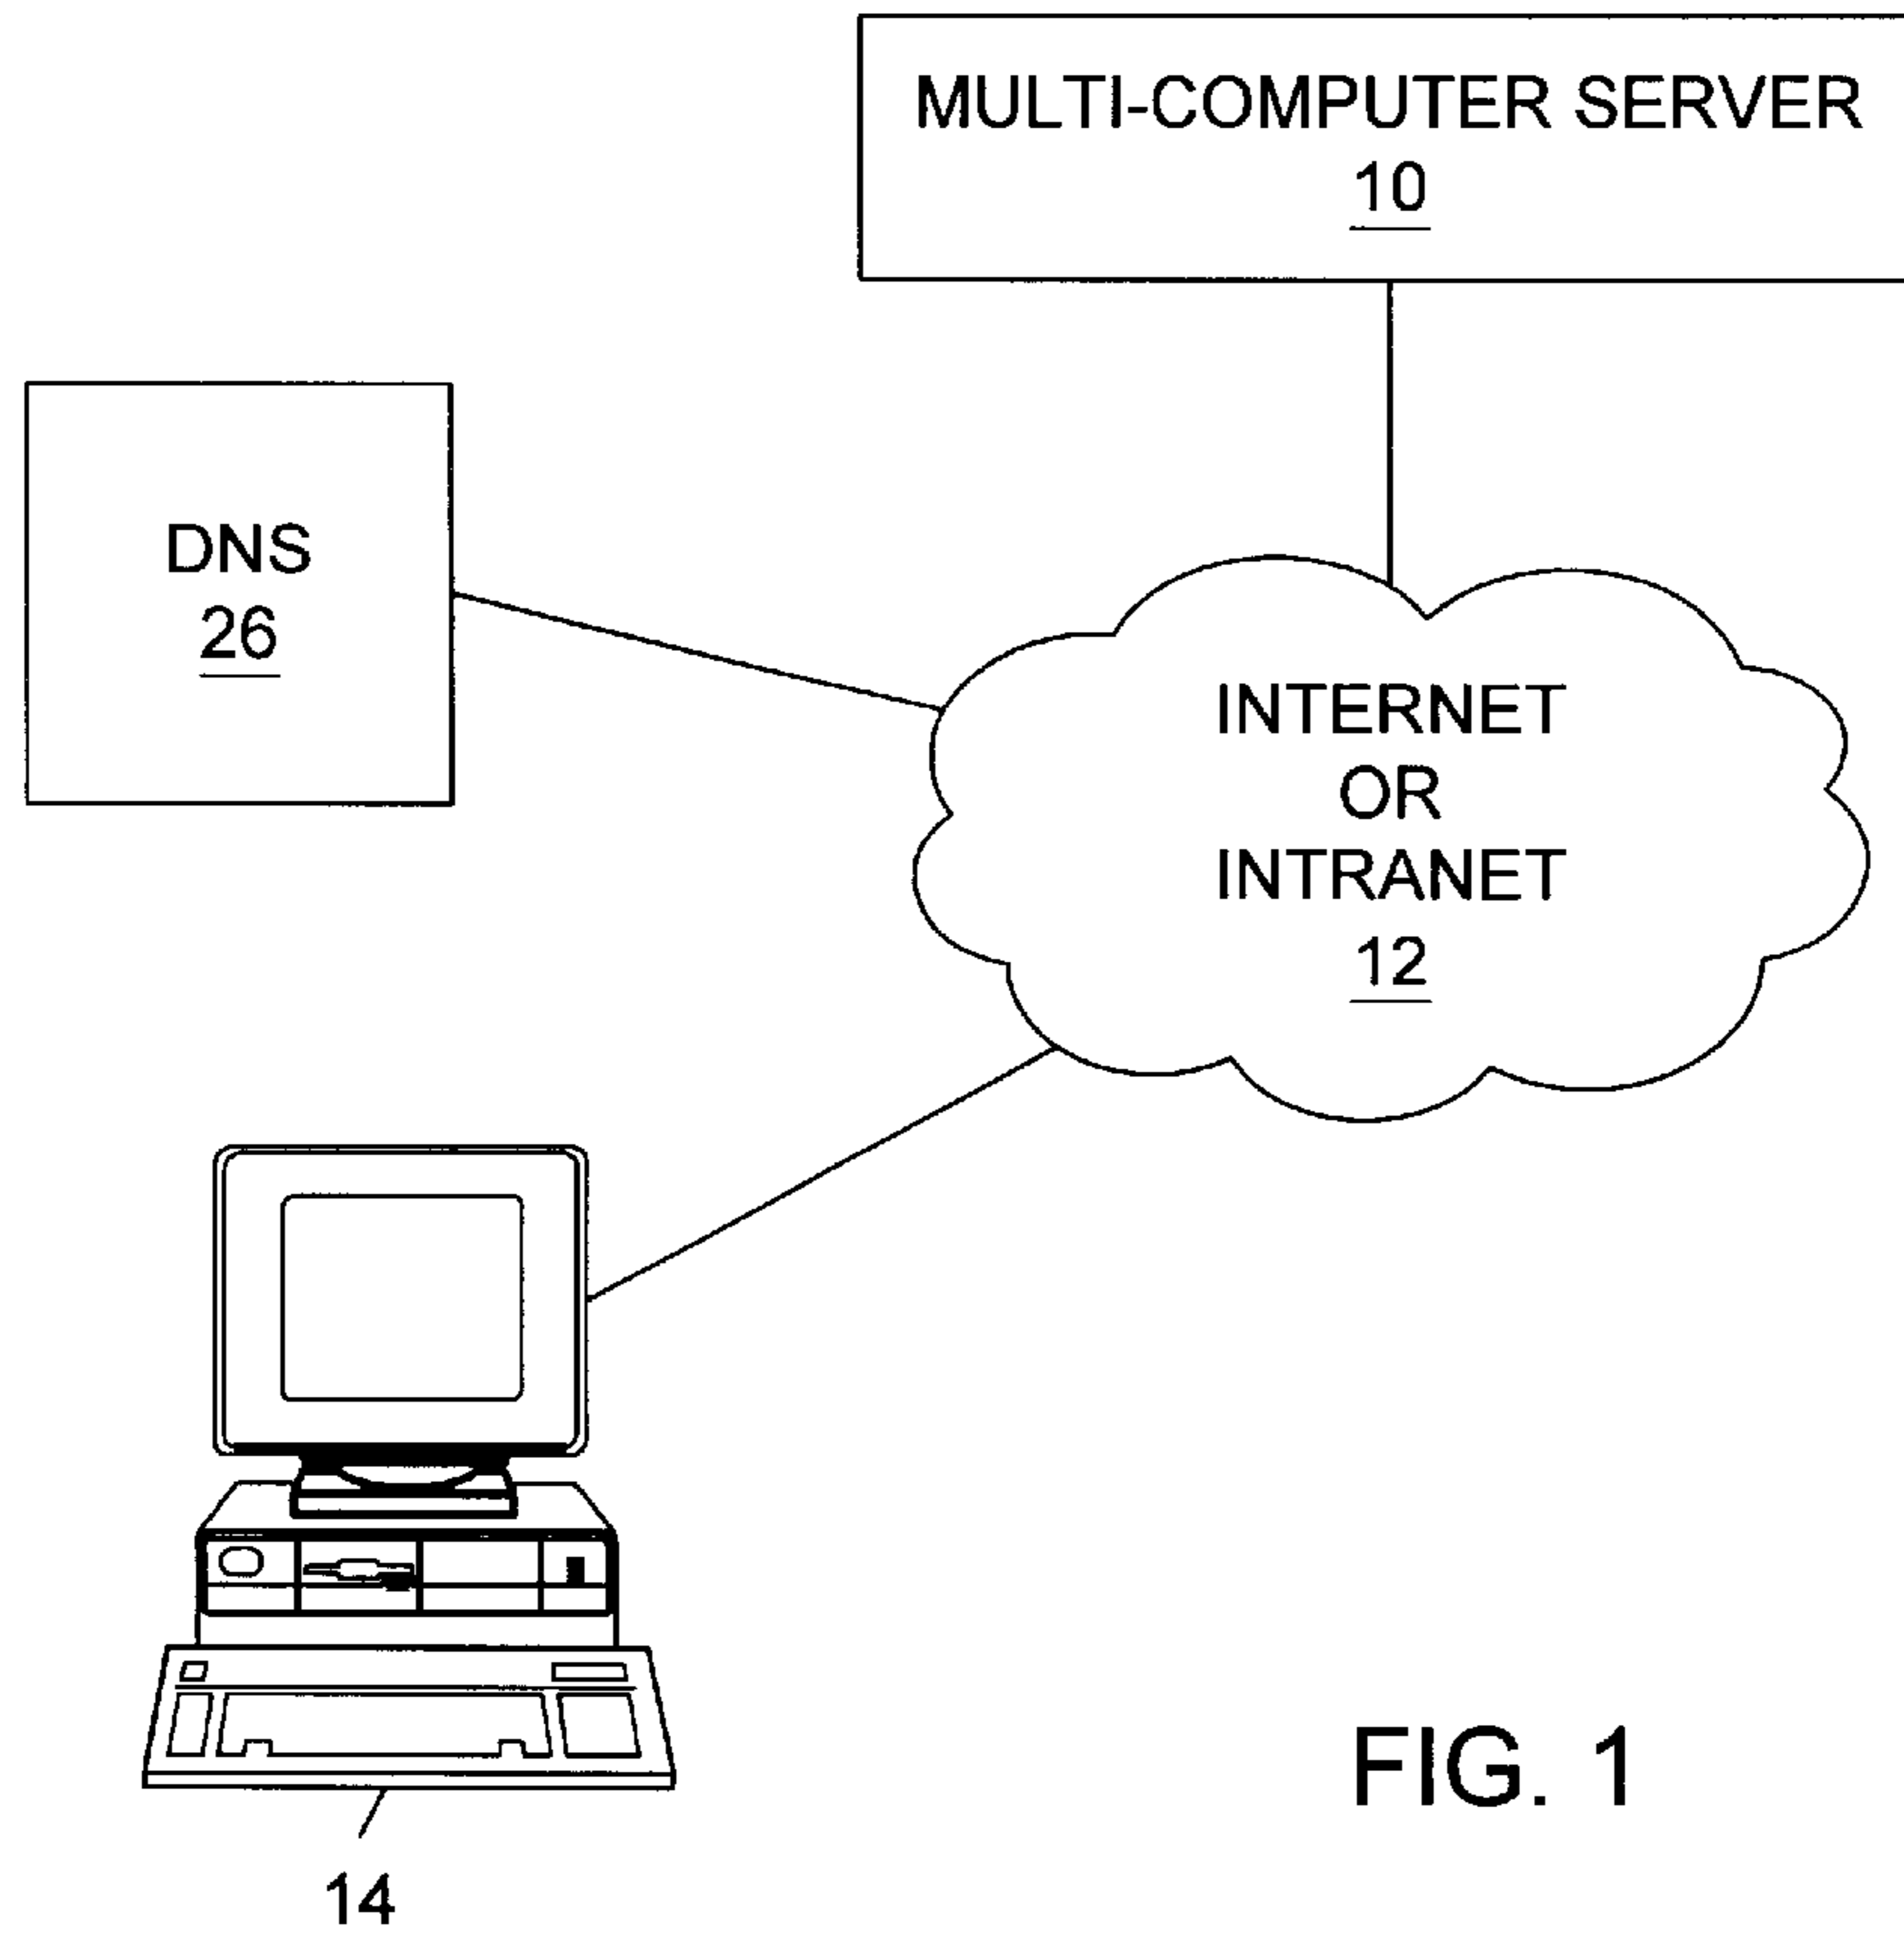 MULTI-COMPUTER SERVER
10
DNS
26
INTERNET
OR
INTRANET
12
14
FIG. 1